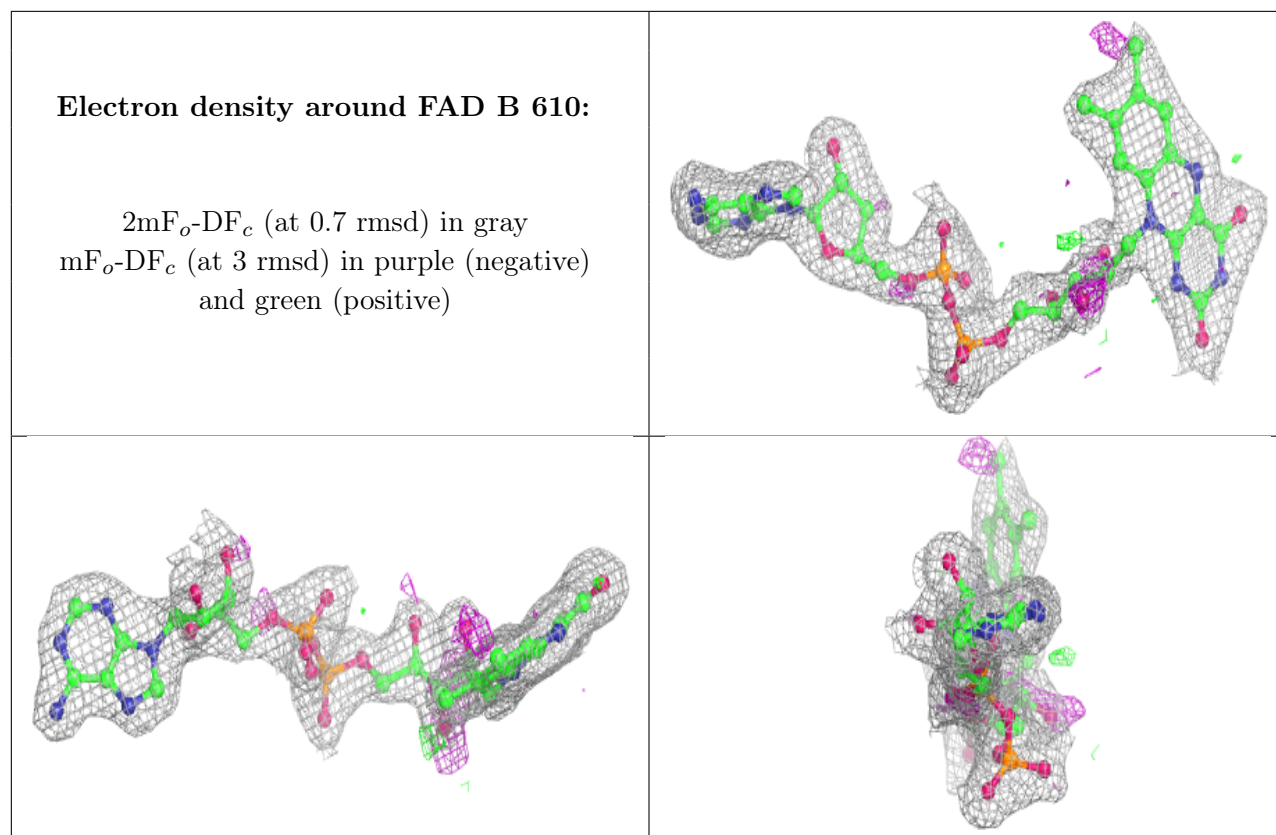 Electron density around FAD B 610:
2mFₒ-DF𝒸 (at 0.7 rmsd) in gray
mFₒ-DF𝒸 (at 3 rmsd) in purple (negative)
and green (positive)